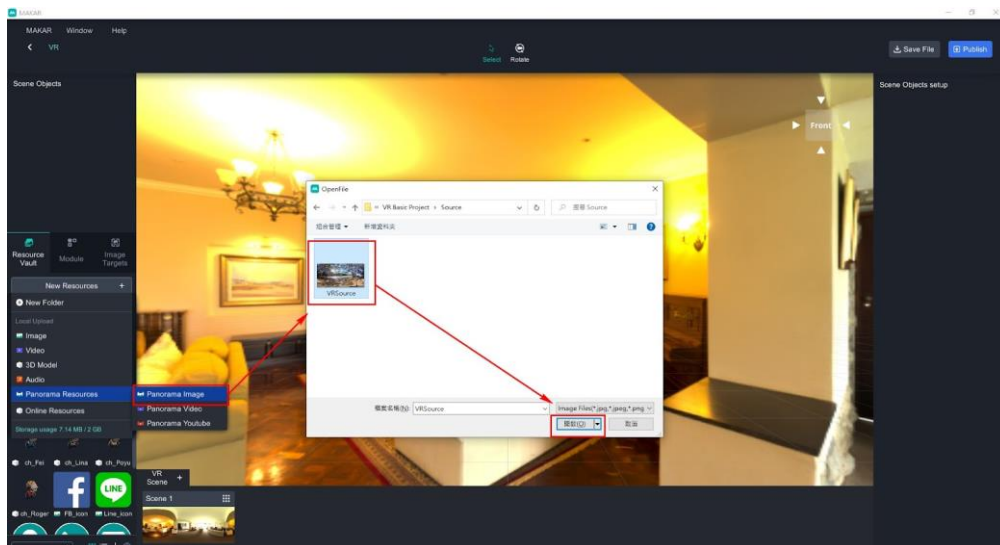 MAKAR
MAKAR Window Help
VR
Select Rotate
Save File Publish
Scene Objects
Scene Objects setup
Front
OpenFile
VR Basic Project › Source
搜尋 Source
組合管理 新增資料夾
VRSource
Resource Vault
Module
Image Targets
New Resources +
New Folder
Local Upload
Image
Video
3D Model
Audio
Panorama Resources
Panorama Image
Online Resources
Panorama Video
Panorama Youtube
檔案名稱(N): VRSource
Image Files(*.jpg,*.jpeg,*.png
開啟(O) 取消
Storage usage 7.14 MB / 2 GB
ch_Fei ch_Lina ch_Poyu
VR Scene +
LINE
ch_Roger FB_icon Line_icon
Scene 1